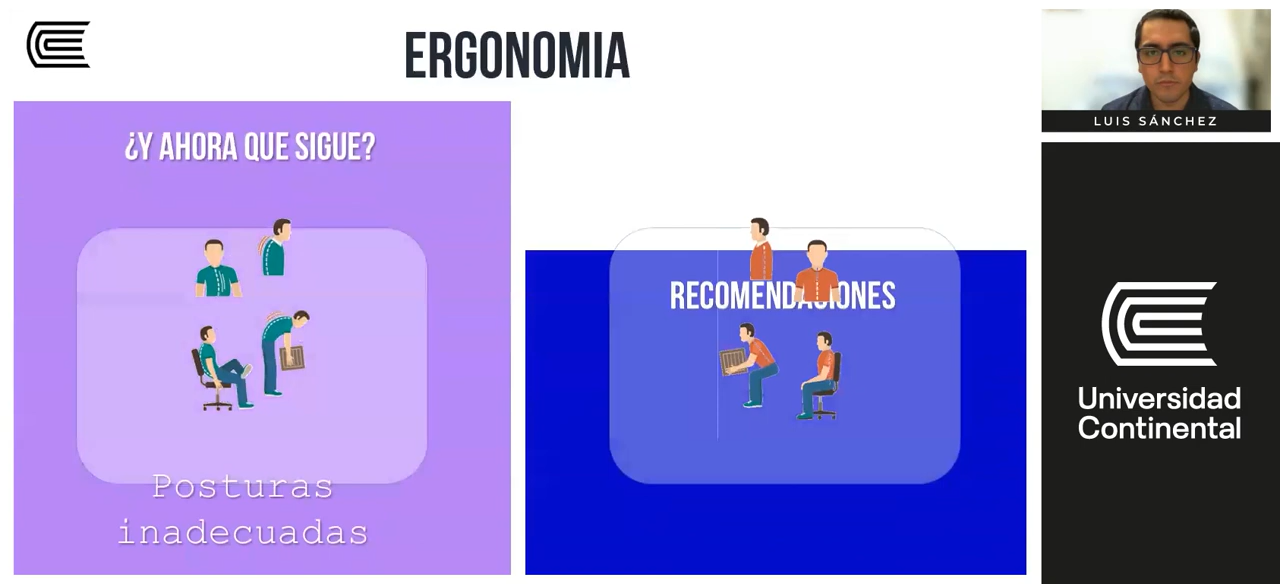 ERGONOMIA
¿Y AHORA QUE SIGUE?
Posturas
inadecuadas
RECOMENDACIONES
LUIS SÁNCHEZ
Universidad
Continental